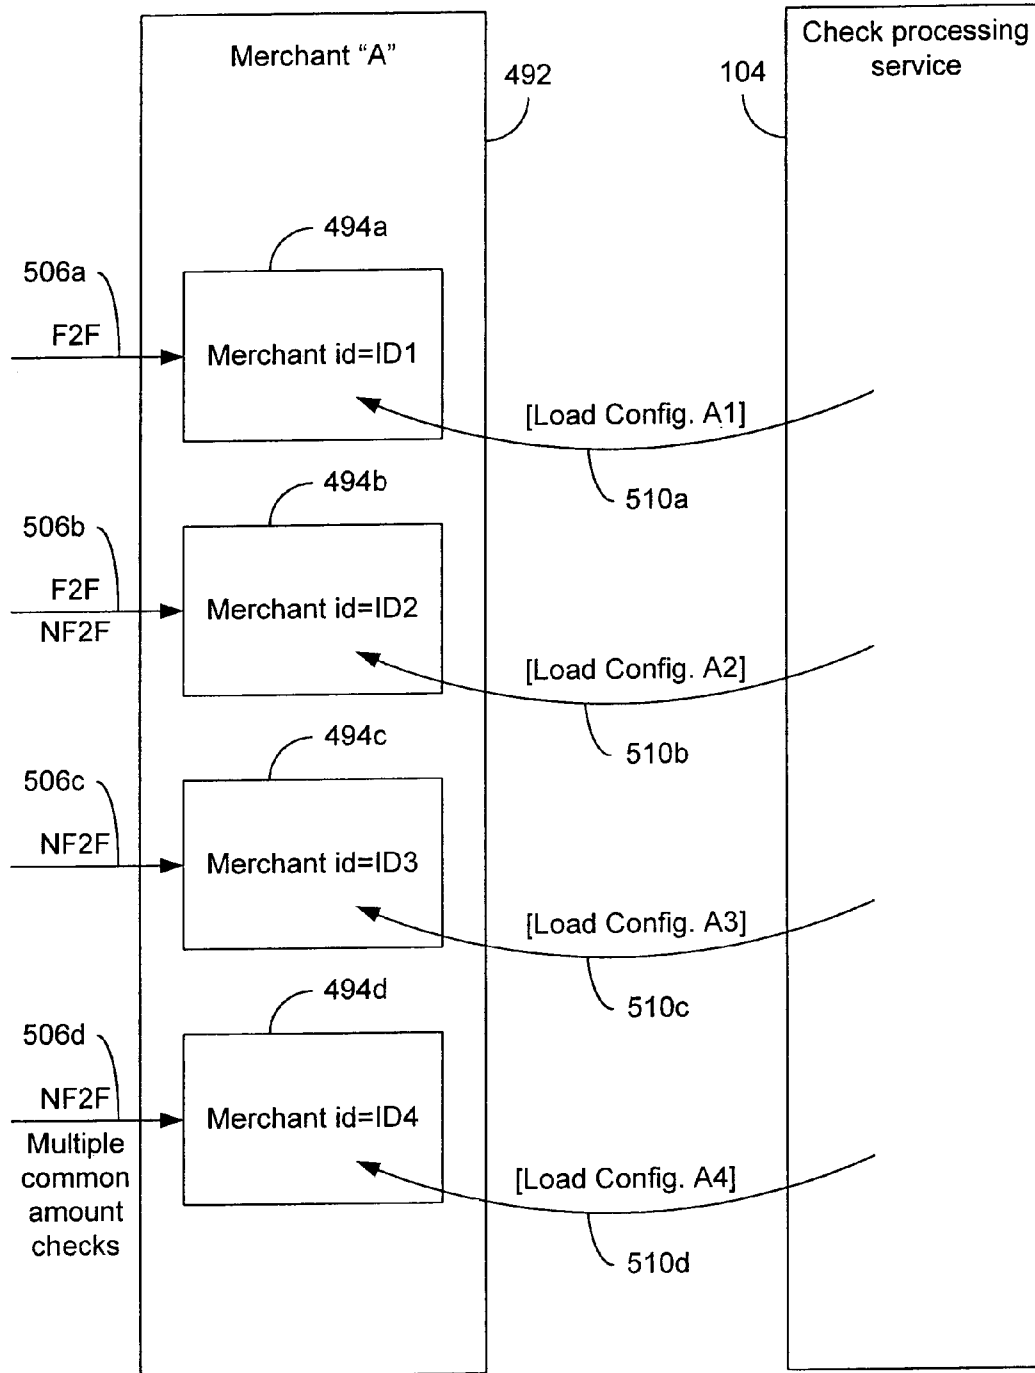 Merchant “A”
Check processing
service
492
104
494a
506a
F2F
Merchant id=ID1
[Load Config. A1]
510a
494b
506b
F2F
NF2F
Merchant id=ID2
[Load Config. A2]
510b
494c
506c
NF2F
Merchant id=ID3
[Load Config. A3]
510c
494d
506d
NF2F
Multiple
common
amount
checks
Merchant id=ID4
[Load Config. A4]
510d